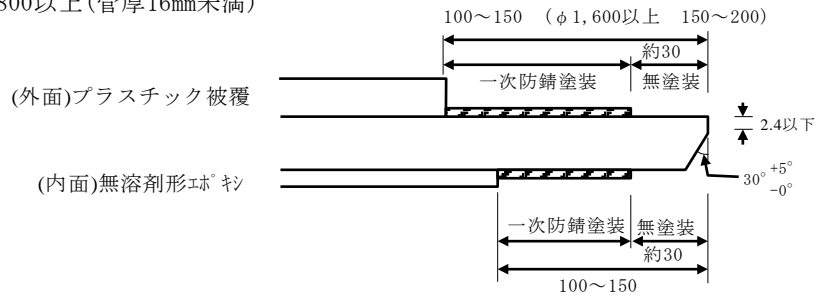 800以上(管厚16mm未満)
100～150　(φ1,600以上　150～200)
約30
一次防錆塗装　無塗装
(外面)プラスチック被覆
2.4以下
(内面)無溶剤形ｴﾎﾟｷｼ
30° +5° -0°
一次防錆塗装　無塗装
約30
100～150